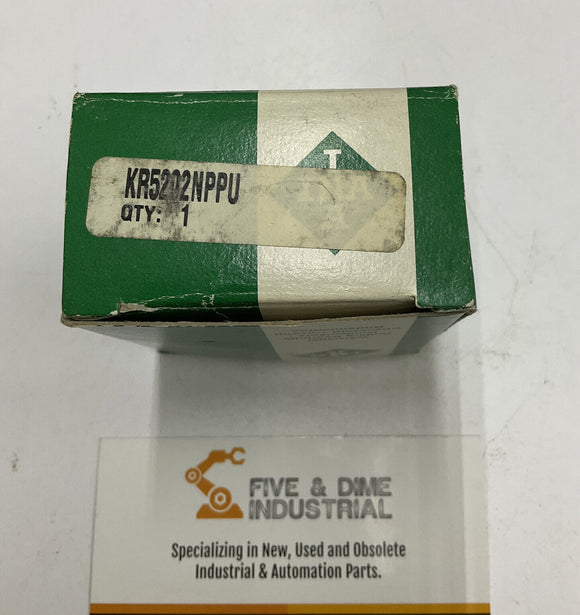 KR5202NPPU
QTY: 1
T
FIVE & DIME
INDUSTRIAL
Specializing in New, Used and Obsolete
Industrial & Automation Parts.